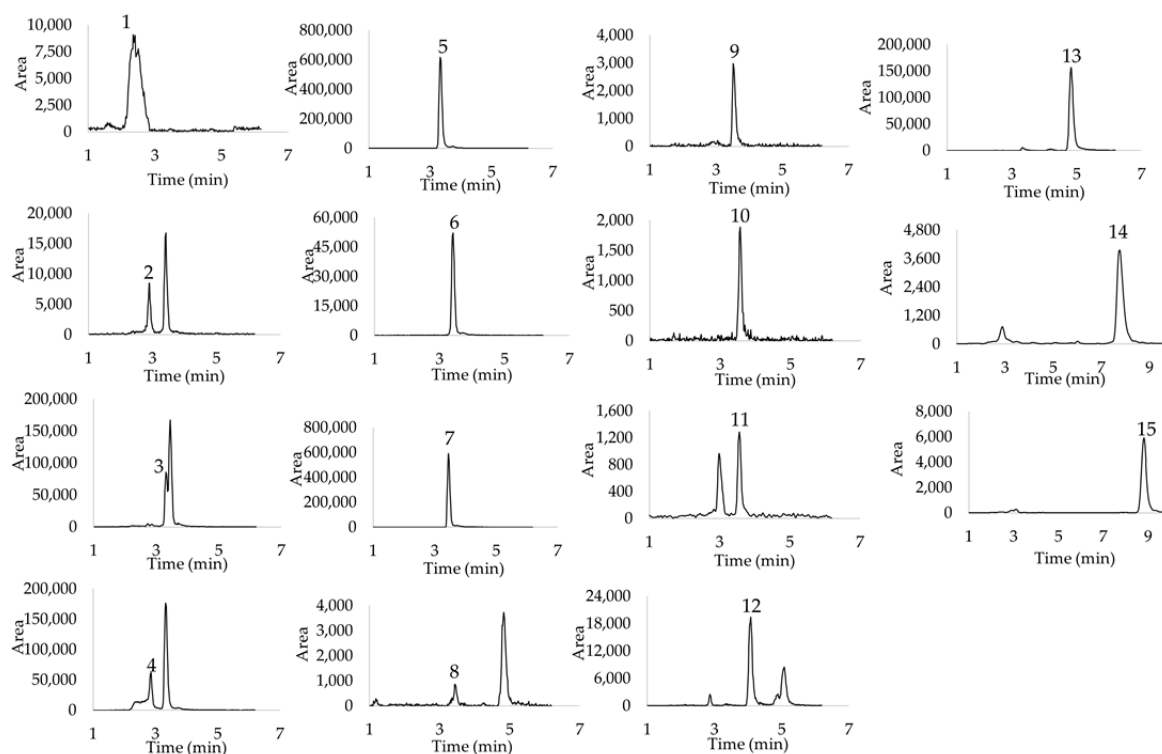 10,000
7,500
5,000
2,500
0
Area
1
1 3 5 7
Time (min)
800,000
600,000
400,000
200,000
0
Area
5
1 3 5 7
Time (min)
4,000
3,000
2,000
1,000
0
Area
9
1 3 5 7
Time (min)
200,000
150,000
100,000
50,000
0
Area
13
1 3 5 7
Time (min)
20,000
15,000
10,000
5,000
0
Area
2
1 3 5 7
Time (min)
60,000
45,000
30,000
15,000
0
Area
6
1 3 5 7
Time (min)
2,000
1,500
1,000
500
0
Area
10
1 3 5 7
Time (min)
4,800
3,600
2,400
1,200
0
Area
14
1 3 5 7 9
Time (min)
200,000
150,000
100,000
50,000
0
Area
3
1 3 5 7
Time (min)
800,000
600,000
400,000
200,000
0
Area
7
1 3 5 7
Time (min)
1,600
1,200
800
400
0
Area
11
1 3 5 7
Time (min)
8,000
6,000
4,000
2,000
0
Area
15
1 3 5 7 9
Time (min)
200,000
150,000
100,000
50,000
0
Area
4
1 3 5 7
Time (min)
4,000
3,000
2,000
1,000
0
Area
8
1 3 5 7
Time (min)
24,000
18,000
12,000
6,000
0
Area
12
1 3 5 7
Time (min)